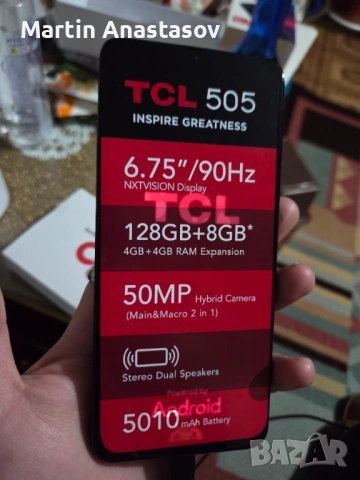 Martin Anastasov
TCL 505
INSPIRE GREATNESS
6.75″/90Hz
NXTVISION Display
TCL
128GB+8GB*
4GB+4GB RAM Expansion
50MP Hybrid Camera
(Main&Macro 2 in 1)
Stereo Dual Speakers
Powered by
Android
5010 mAh Battery
BAZAR
bg